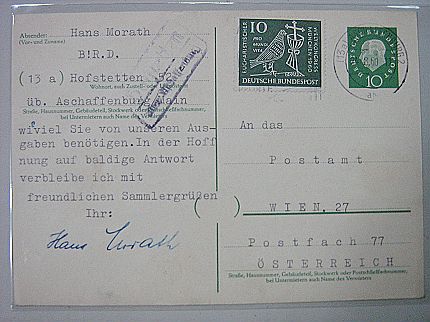 Absender: Hans Morath
(Vor- und Zuname)
B!R.D.
(13 a) Hofstetten
Wohnort, auch Zustell- oder Leitpostamt
üb. Aschaffenburg Main
Straße, Hausnummer, Gebäudeteil, Stockwerk oder Postschließfachnummer,
bei Untermietern auch Name des Vermieters
wiviel Sie von unseren Aus-
gaben benötigen. In der Hoff
nung auf baldige Antwort
verbleibe ich mit
freundlichen Sammlergrüßen
Ihr:
Hans Morath
10
PRO MUNDI VITA
EUCHARISTISCHER WELTKONGRESS
MÜNCHEN 1960
DEUTSCHE BUNDESPOST
DEUTSCHE BUNDESPOST
10
An das
Postamt
( ) WIEN. 27
Postfach 77
ÖSTERREICH
Straße, Hausnummer, Gebäudeteil, Stockwerk oder Postschließfachnummer,
bei Untermietern auch Name des Vermieters